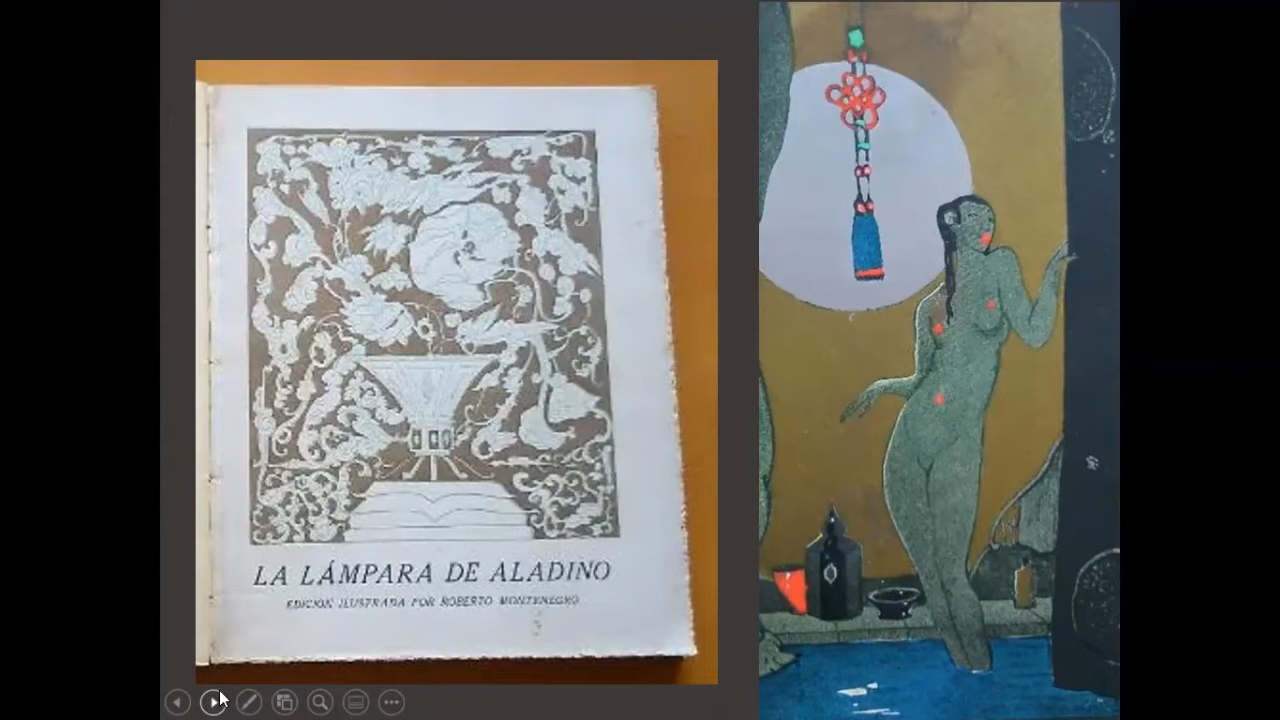 LA LÁMPARA DE ALADINO
EDICIÓN ILUSTRADA POR ROBERTO MONTENEGRO